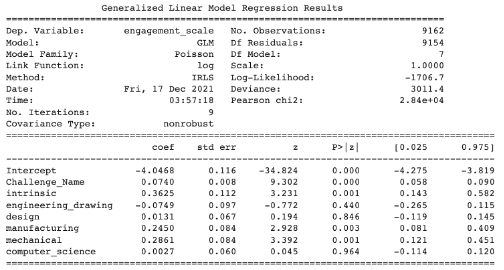 Generalized Linear Model Regression Results
Dep. Variable: engagement_scale No. Observations: 9162
Model: GLM Df Residuals: 9154
Model Family: Poisson Df Model: 7
Link Function: log Scale: 1.0000
Method: IRLS Log-Likelihood: -1706.7
Date: Fri, 17 Dec 2021 Deviance: 3011.4
Time: 03:57:18 Pearson chi2: 2.84e+04
No. Iterations: 9
Covariance Type: nonrobust
coef std err z P>|z| [0.025 0.975]
Intercept -4.0468 0.116 -34.824 0.000 -4.275 -3.819
Challenge_Name 0.0740 0.008 9.302 0.000 0.058 0.090
intrinsic 0.3625 0.112 3.231 0.001 0.143 0.582
engineering_drawing -0.0749 0.097 -0.772 0.440 -0.265 0.115
design 0.0131 0.067 0.194 0.846 -0.119 0.145
manufacturing 0.2450 0.084 2.928 0.003 0.081 0.409
mechanical 0.2861 0.084 3.392 0.001 0.121 0.451
computer_science 0.0027 0.060 0.045 0.964 -0.114 0.120